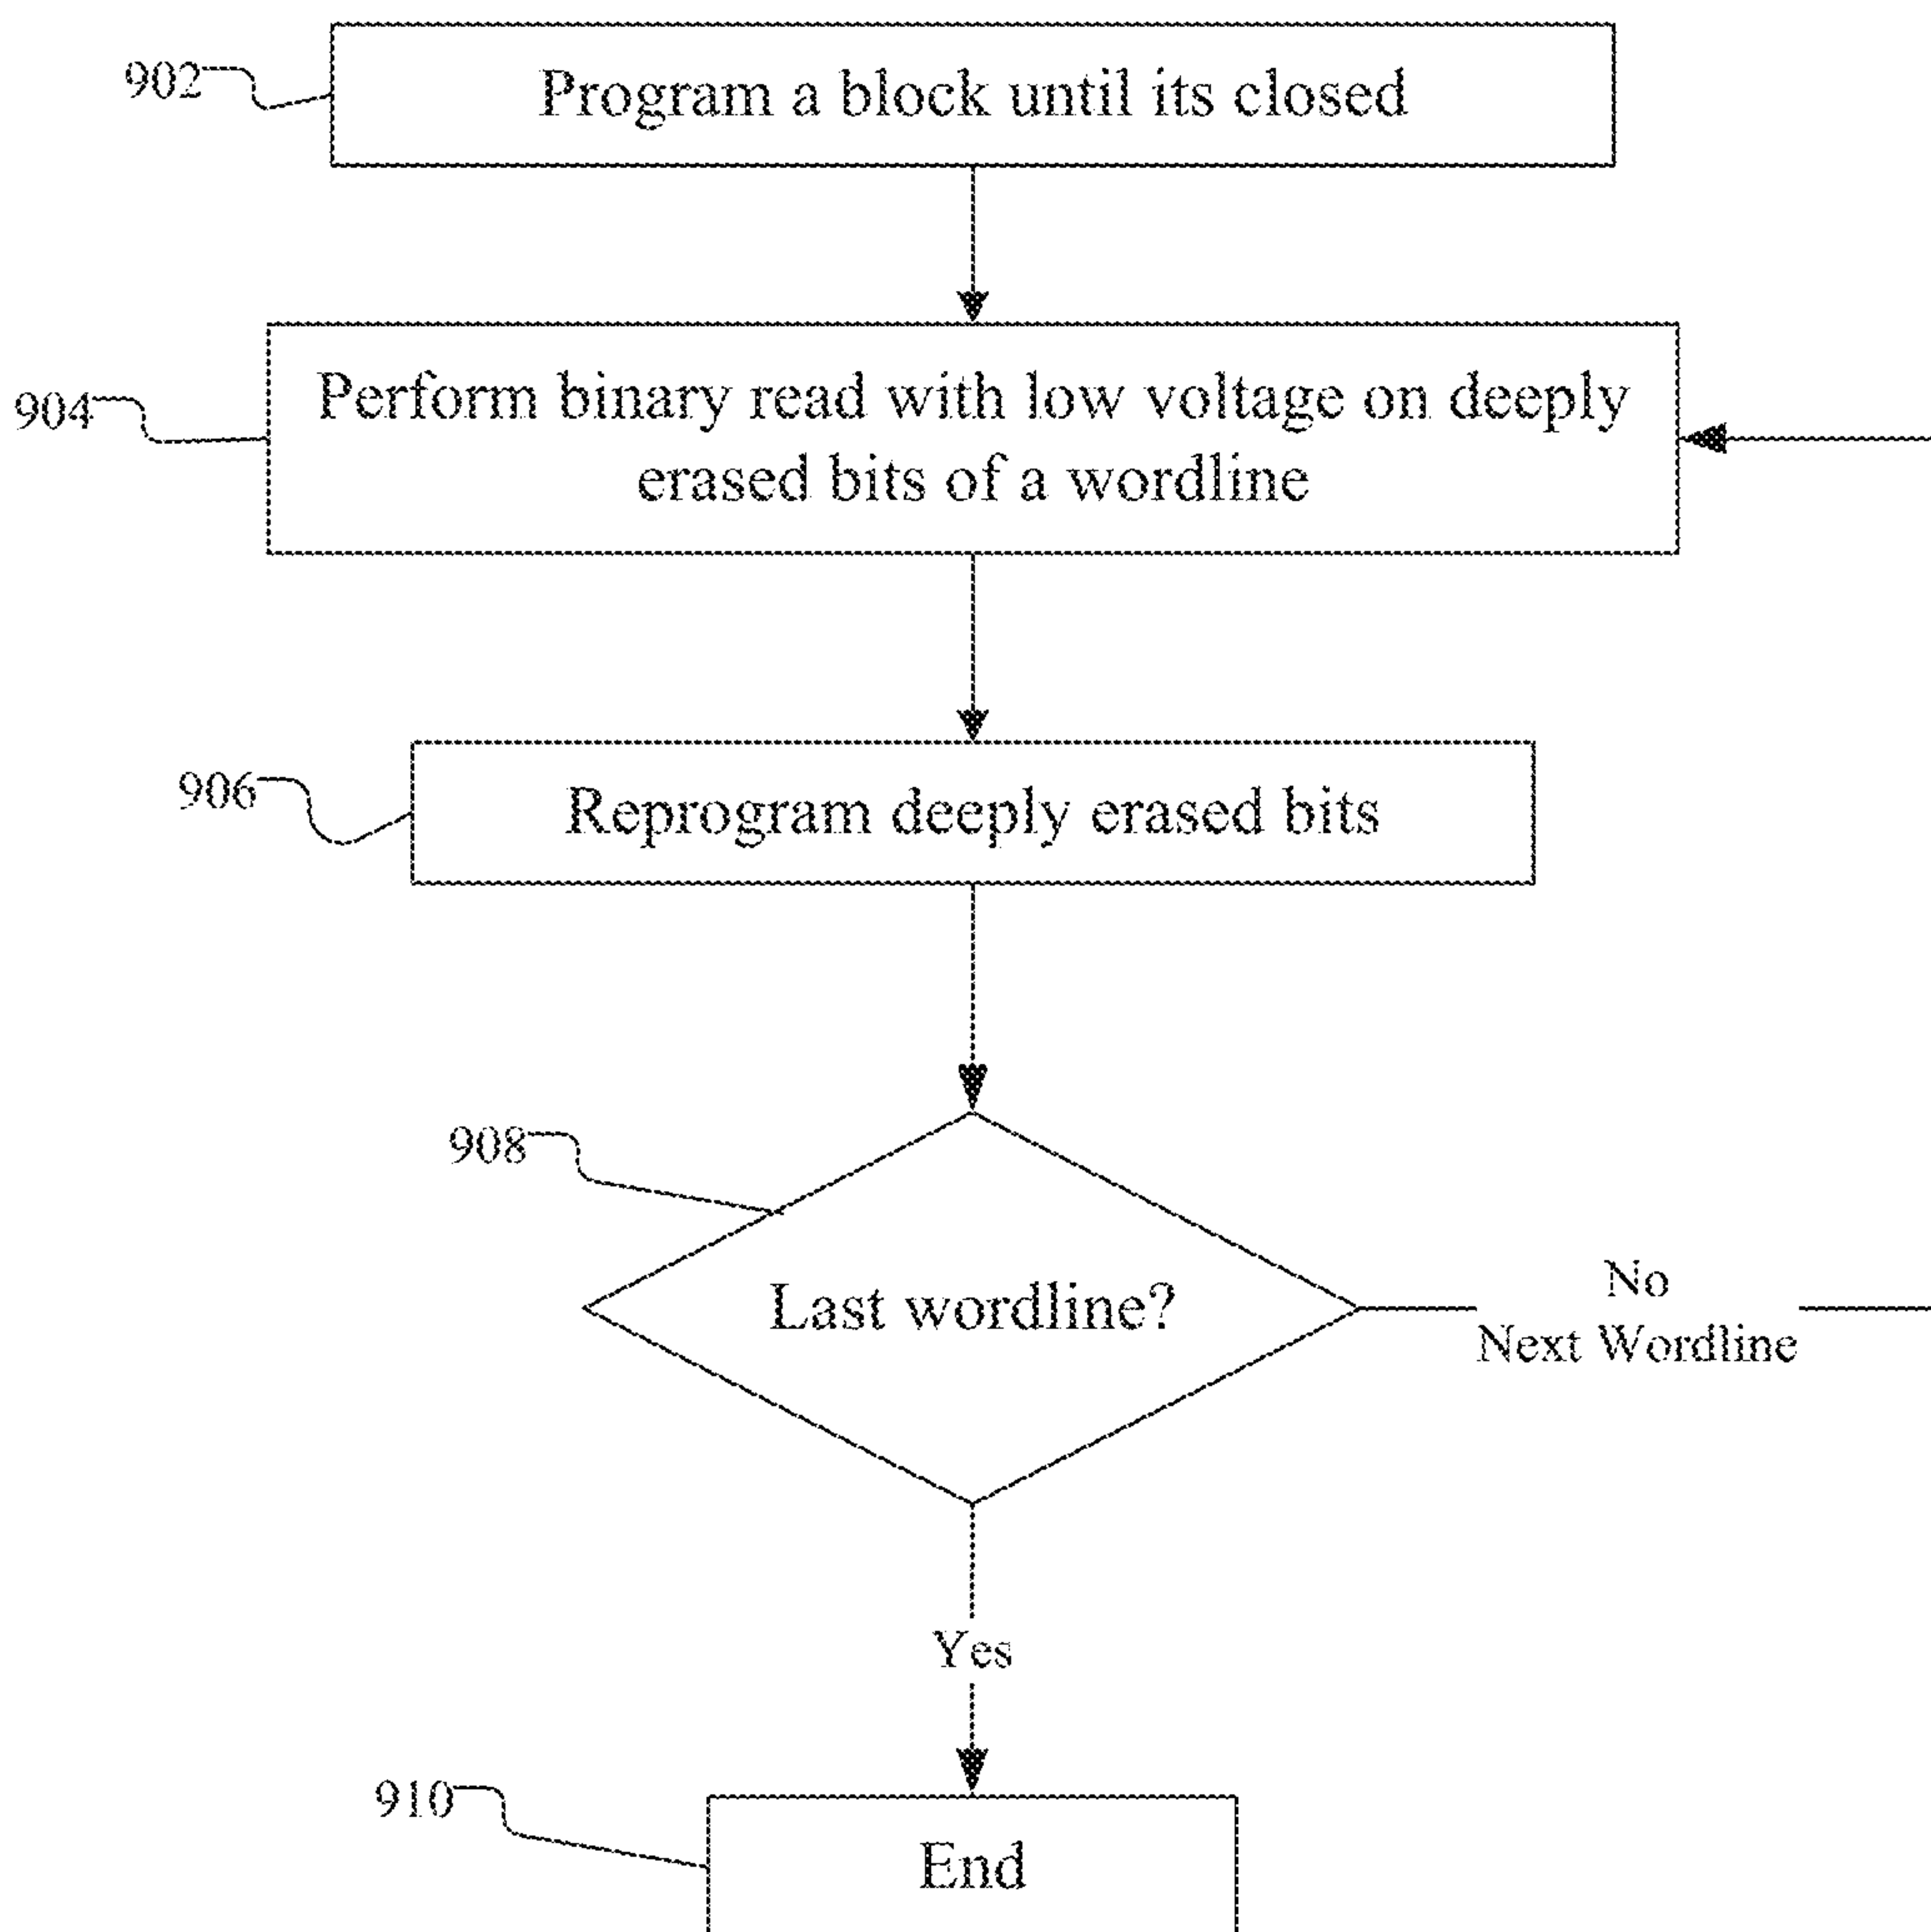 902
Program a block until its closed
904
Perform binary read with low voltage on deeply
erased bits of a wordline
906
Reprogram deeply erased bits
908
Last wordline?
No
Next Wordline
Yes
910
End